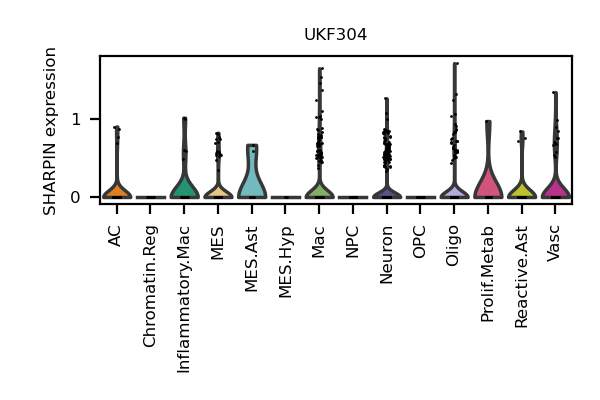 UKF304
SHARPIN expression
1
0
AC
Chromatin.Reg
Inflammatory.Mac
MES
MES.Ast
MES.Hyp
Mac
NPC
Neuron
OPC
Oligo
Prolif.Metab
Reactive.Ast
Vasc